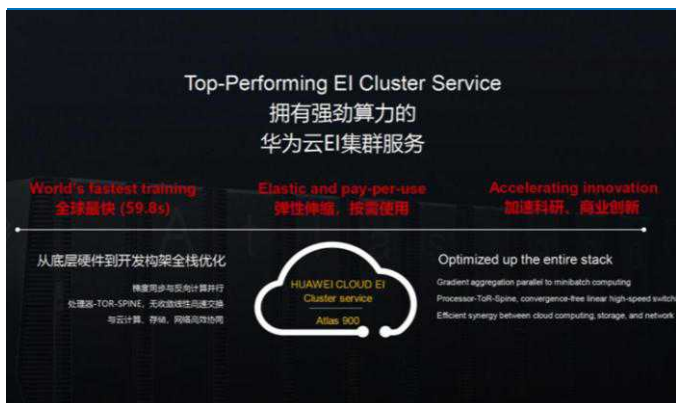 Top-Performing EI Cluster Service
拥有强劲算力的
华为云EI集群服务
World's fastest training
全球最快 (59.8s)
Elastic and pay-per-use
弹性伸缩，按需使用
Accelerating innovation
加速科研、商业创新
从底层硬件到开发构架全栈优化
梯度同步与反向计算并行
处理器-TOR-SPINE，无收敛线性高速交换
与云计算、存储、网络高效协同
HUAWEI CLOUD EI
Cluster service
Atlas 900
Optimized up the entire stack
Gradient aggregation parallel to minibatch computing
Processor-ToR-Spine, convergence-free linear high-speed switch
Efficient synergy between cloud computing, storage, and network